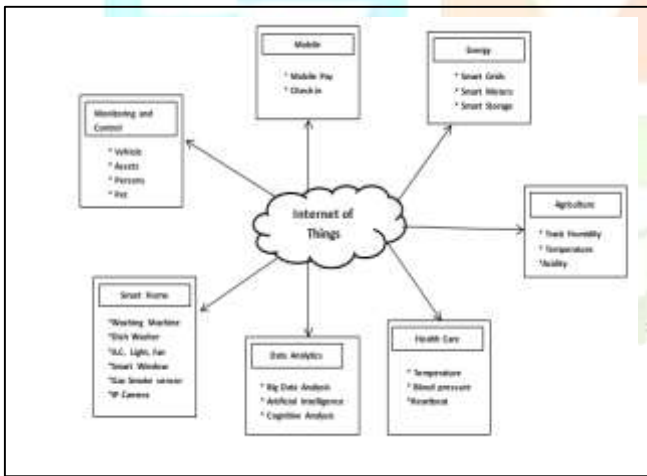 Mobile
* Mobile Pay
* Check-in
Energy
* Smart Grids
* Smart Meters
* Smart Storage
Monitoring and
Control
* Vehicle
* Assets
* Persons
* Pet
Internet of
Things
Agriculture
* Track Humidity
* Temperature
*Acidity
Smart Home
*Washing Machine
*Dish Washer
*A.C. Light, Fan
*Smart Window
*Gas Smoke sensor
*IP Camera
Data Analytics
* Big Data Analysis
* Artificial Intelligence
* Cognitive Analysis
Health Care
* Temperature
* Blood pressure
*Heartbeat